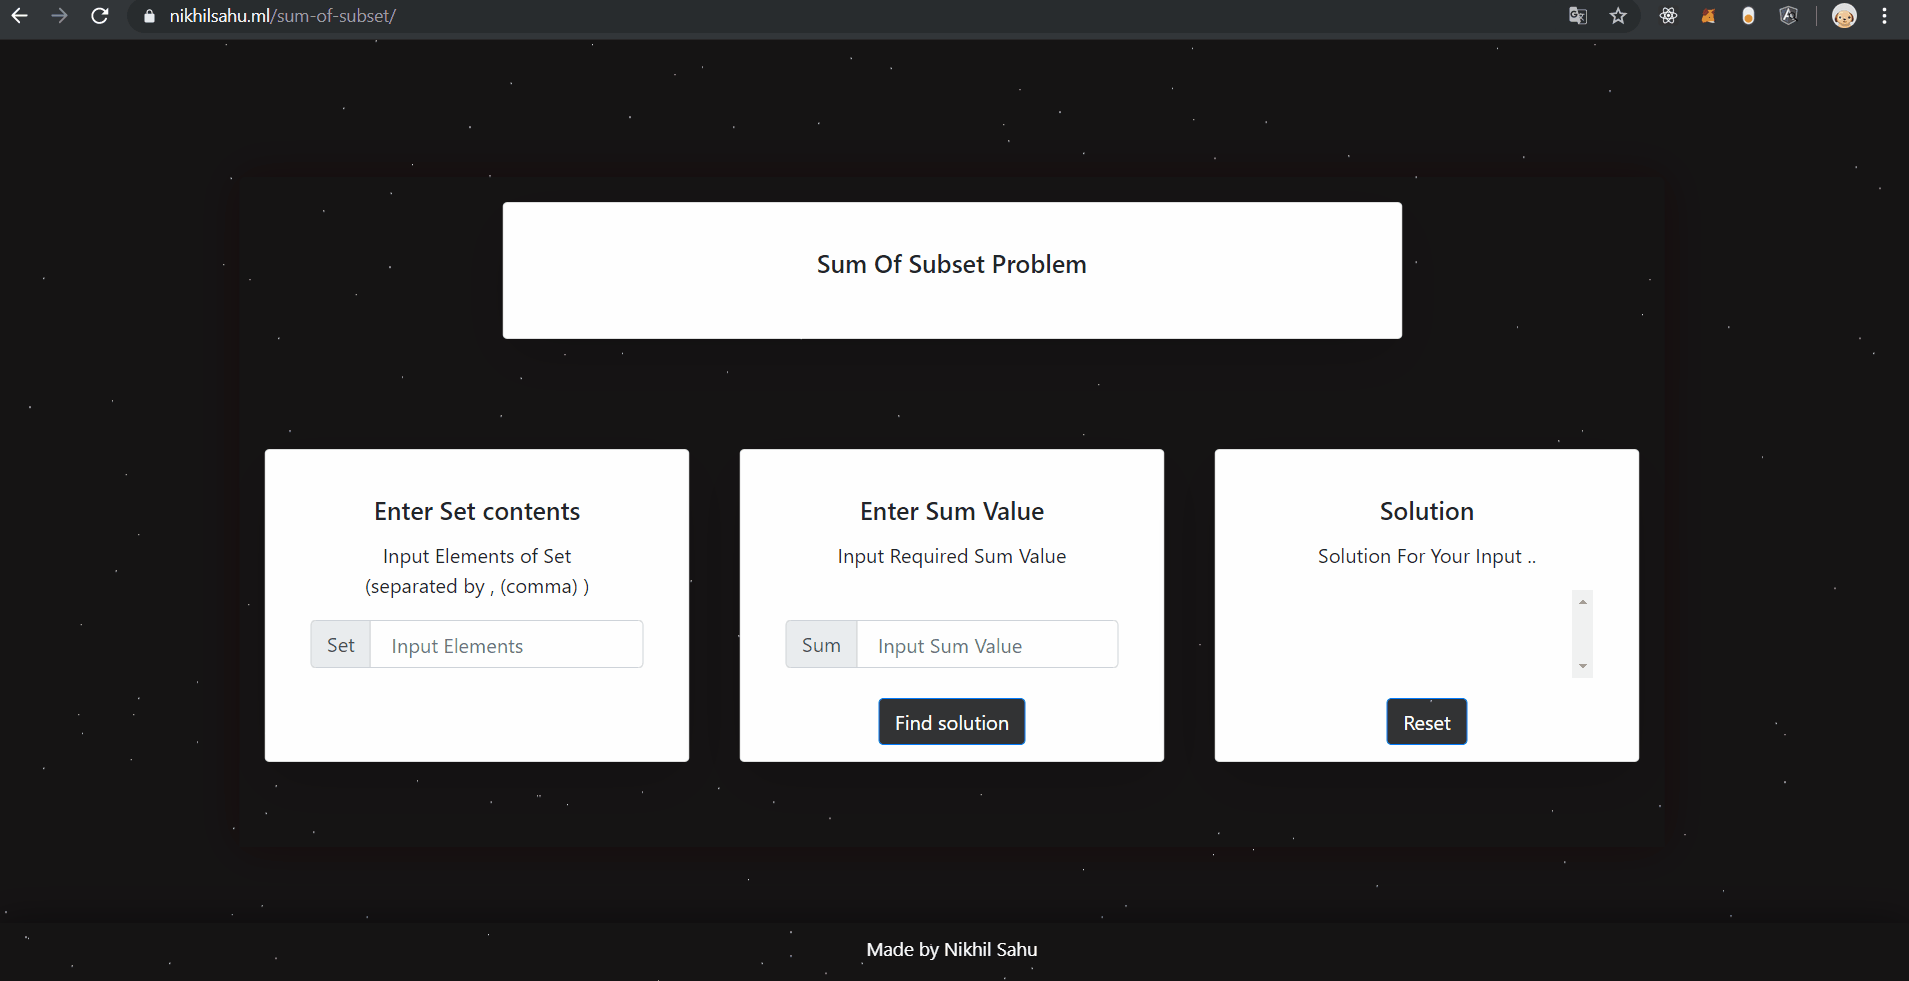 nikhilsahu.ml/sum-of-subset/
Sum Of Subset Problem
Enter Set contents
Input Elements of Set
(separated by , (comma) )
Set
Input Elements
Enter Sum Value
Input Required Sum Value
Sum
Input Sum Value
Find solution
Solution
Solution For Your Input ..
Reset
Made by Nikhil Sahu